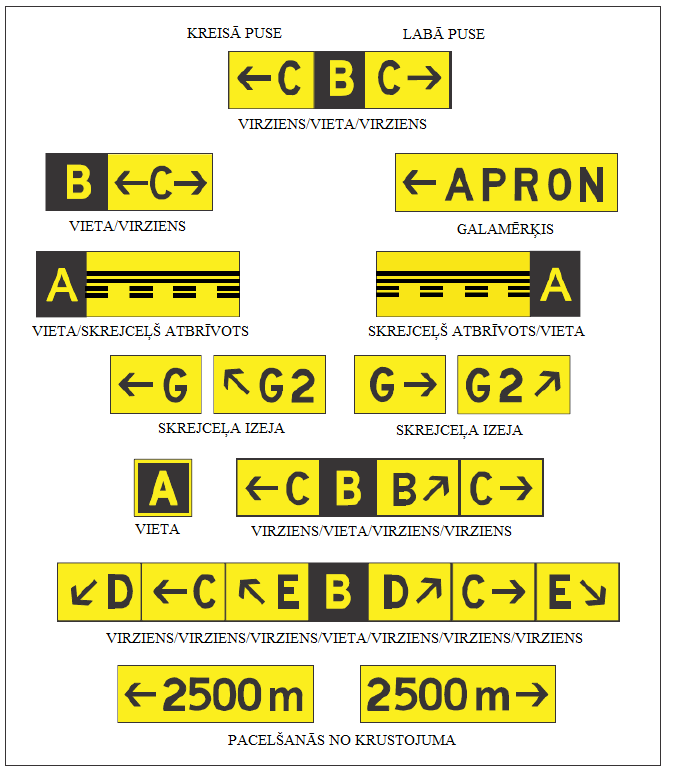 KREISĀ PUSE LABĀ PUSE
←C B C→
VIRZIENS/VIETA/VIRZIENS
B ←C→ ←APRON
VIETA/VIRZIENS GALAMĒRĶIS
A A
VIETA/SKREJCEĻŠ ATBRĪVOTS SKREJCEĻŠ ATBRĪVOTS/VIETA
←G ↖G2 G→ G2↗
SKREJCEĻA IZEJA SKREJCEĻA IZEJA
A ←C B B↗ C→
VIETA VIRZIENS/VIETA/VIRZIENS/VIRZIENS
↙D ←C ↖E B D↗ C→ E↘
VIRZIENS/VIRZIENS/VIRZIENS/VIETA/VIRZIENS/VIRZIENS/VIRZIENS
←2500 m 2500 m→
PACELŠANĀS NO KRUSTOJUMA